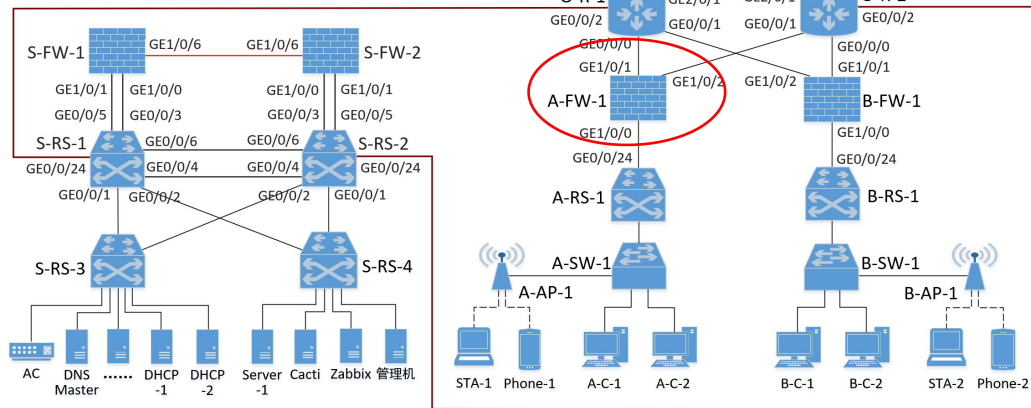 GE2/0/1
GE0/0/2
GE0/0/1
GE0/0/1
GE0/0/2
GE0/0/0
GE0/0/0
S-FW-1
GE1/0/6
GE1/0/6
S-FW-2
GE1/0/1
GE1/0/0
GE1/0/0
GE1/0/1
GE0/0/5
GE0/0/3
GE0/0/3
GE0/0/5
GE1/0/1
GE1/0/2
GE1/0/2
GE1/0/1
A-FW-1
B-FW-1
GE1/0/0
GE1/0/0
S-RS-1
GE0/0/6
GE0/0/6
S-RS-2
GE0/0/24
GE0/0/4
GE0/0/4
GE0/0/24
GE0/0/24
GE0/0/24
GE0/0/1
GE0/0/2
GE0/0/2
GE0/0/1
A-RS-1
B-RS-1
S-RS-3
S-RS-4
A-SW-1
B-SW-1
A-AP-1
B-AP-1
AC
DNS
Master
......
DHCP
-1
DHCP
-2
Server
-1
Cacti
Zabbix
管理机
STA-1
Phone-1
A-C-1
A-C-2
B-C-1
B-C-2
STA-2
Phone-2